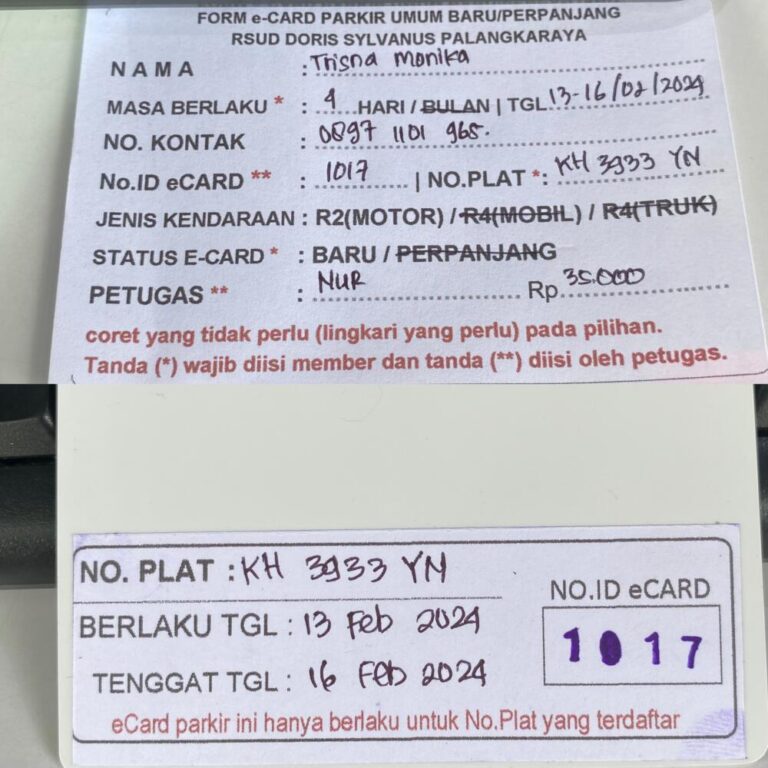 FORM e-CARD PARKIR UMUM BARU/PERPANJANG
RSUD DORIS SYLVANUS PALANGKARAYA
NAMA : Trisna Monika
MASA BERLAKU * : 4 HARI / BULAN | TGL 13-16/02/2024
NO. KONTAK : 0897 1101 965.
No.ID eCARD ** : 1017 | NO.PLAT *: KH 3933 YN
JENIS KENDARAAN : R2(MOTOR) / R4(MOBIL) / R4(TRUK)
STATUS E-CARD * : BARU / PERPANJANG
PETUGAS ** : NUR Rp. 35.000
coret yang tidak perlu (lingkari yang perlu) pada pilihan.
Tanda (*) wajib diisi member dan tanda (**) diisi oleh petugas.
NO. PLAT : KH 3933 YN
NO.ID eCARD
BERLAKU TGL : 13 Feb 2024
1017
TENGGAT TGL : 16 Feb 2024
eCard parkir ini hanya berlaku untuk No.Plat yang terdaftar